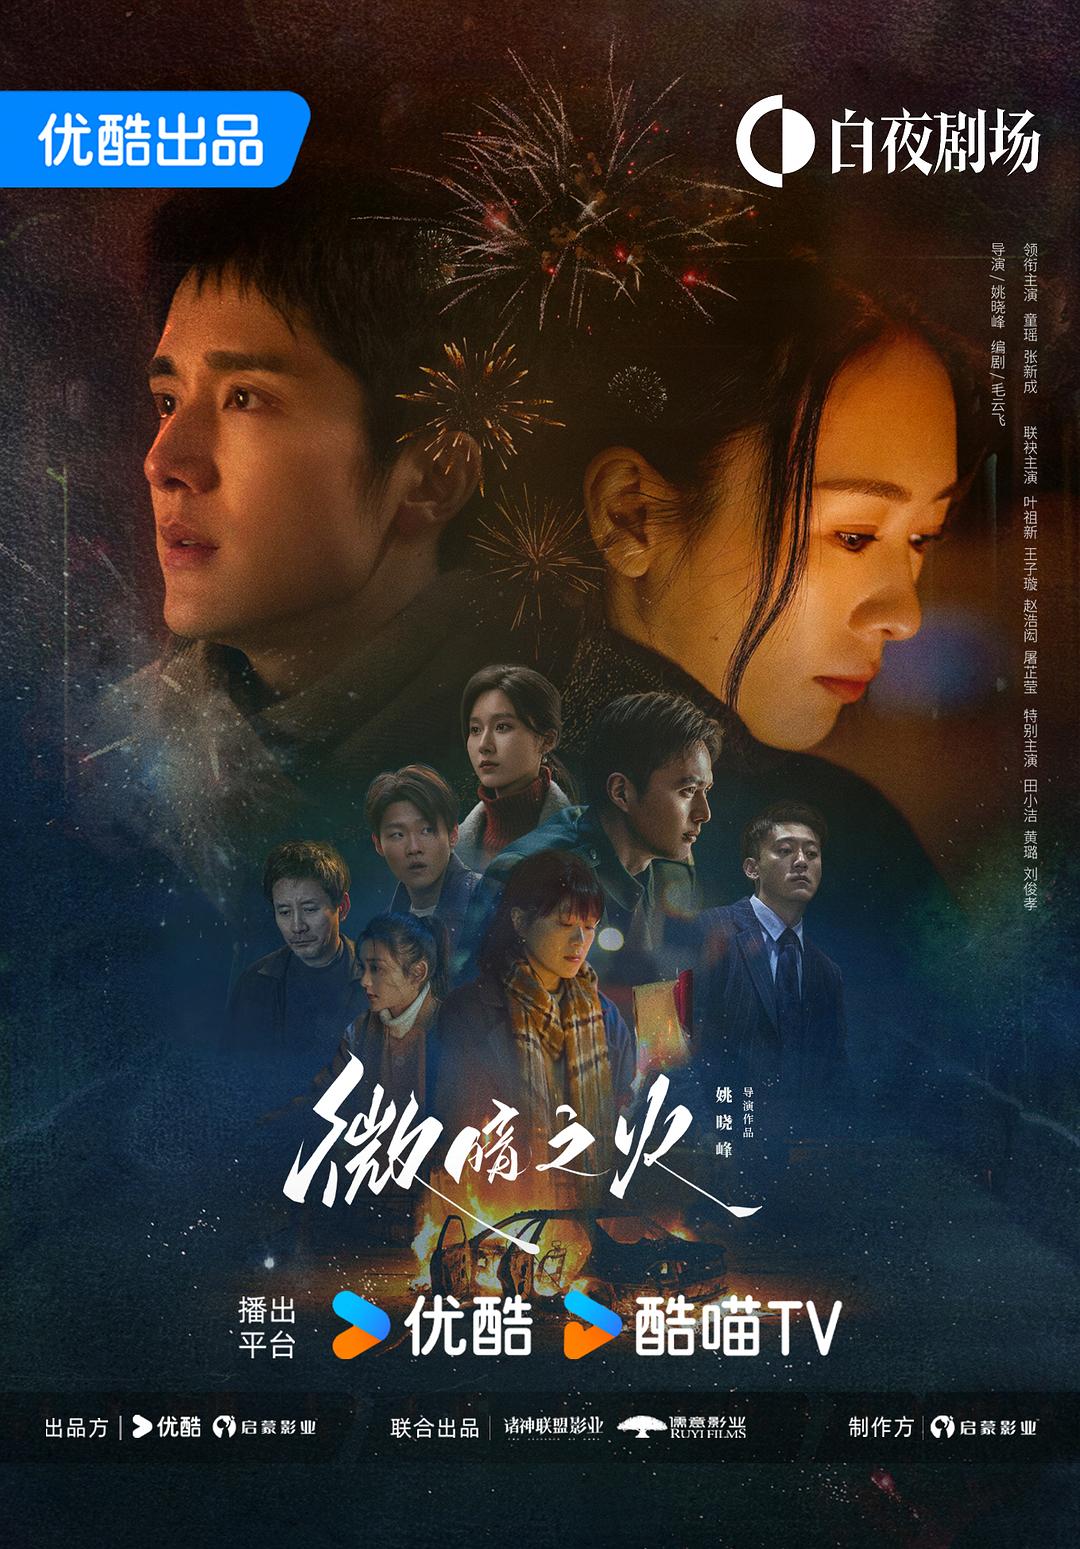 优酷出品
白夜剧场
领衔主演 童瑶 张新成 联袂主演 叶祖新 王子璇 赵浩闳 屠芷莹 特别主演 田小洁 黄璐 刘俊孝
导演/姚晓峰 编剧/毛云飞
微暗之火
导演作品
姚晓峰
播出
平台
优酷 酷喵TV
出品方 优酷 启蒙影业
联合出品 诸神联盟影业 儒意影业
RUYI FILMS
制作方 启蒙影业